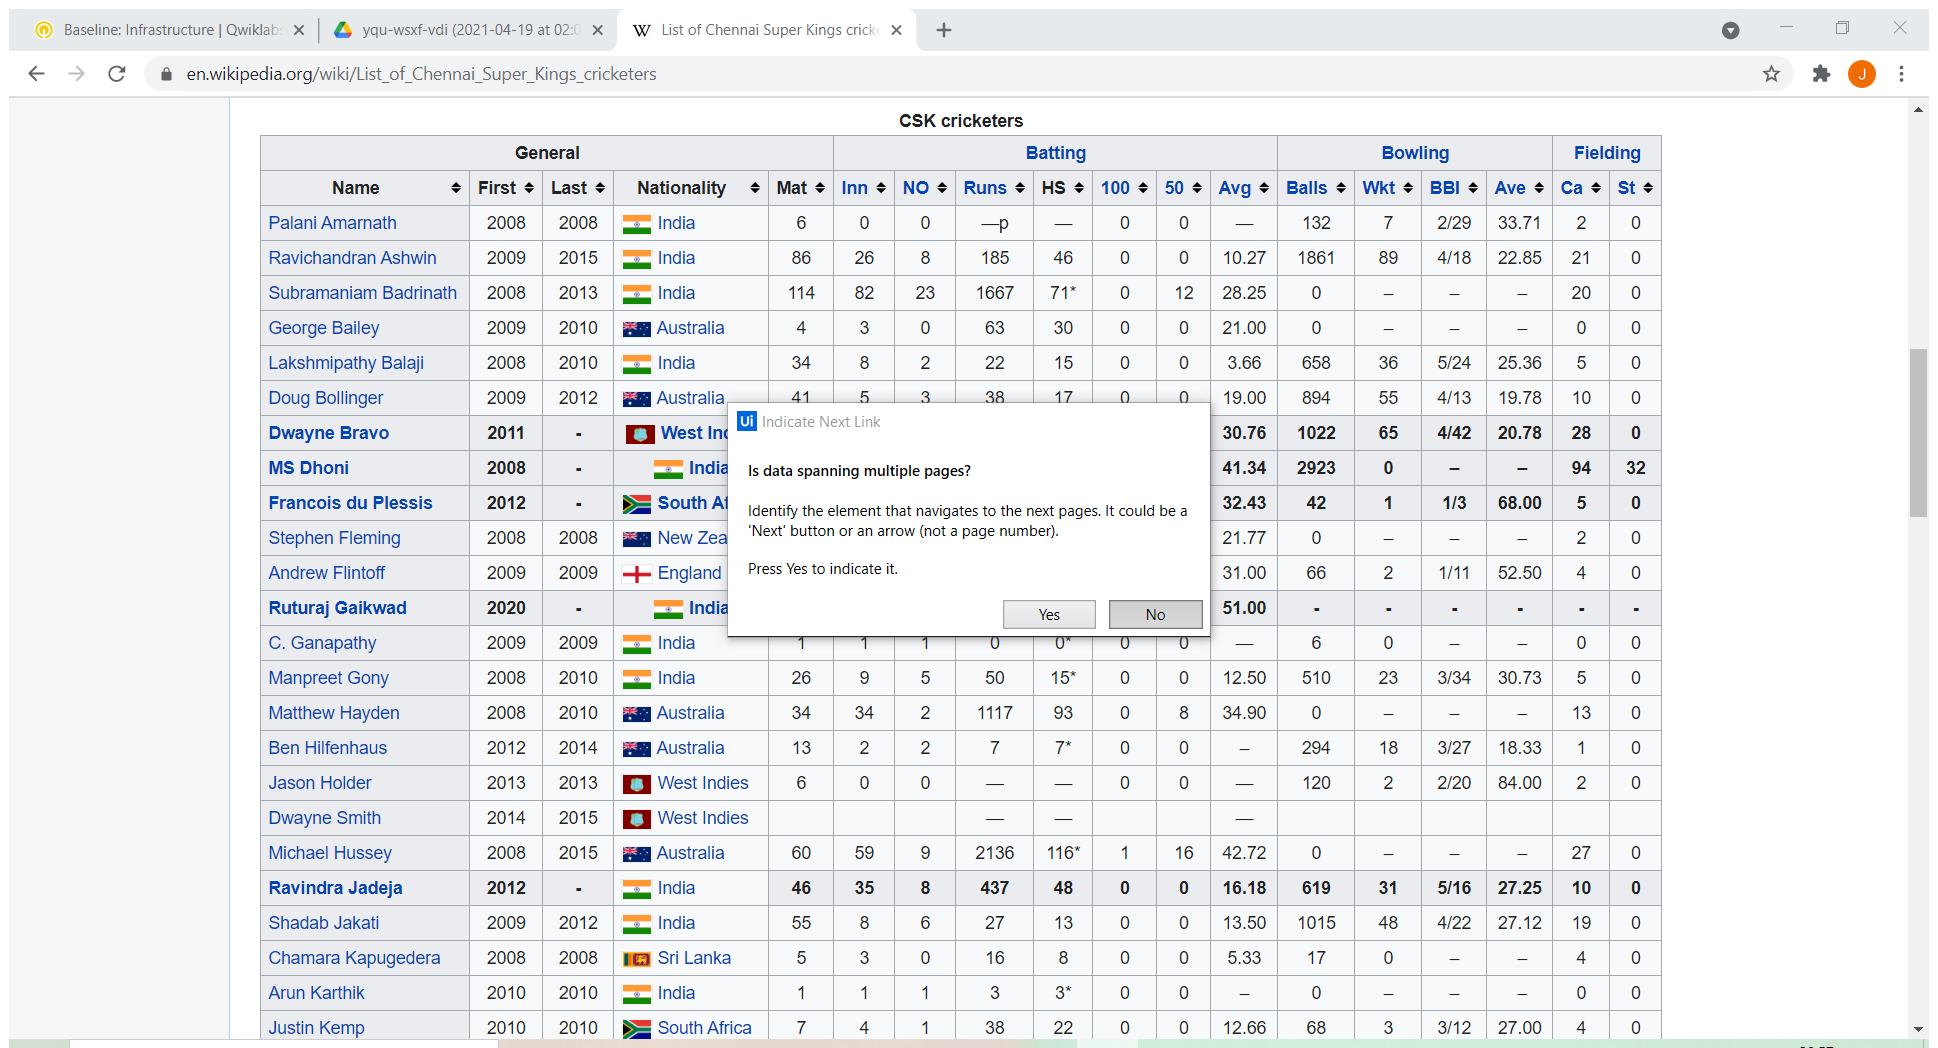 Baseline: Infrastructure | Qwiklabs yqu-wsxf-vdi (2021-04-19 at 02:0 List of Chennai Super Kings cricke
en.wikipedia.org/wiki/List_of_Chennai_Super_Kings_cricketers J
CSK cricketers
General Batting Bowling Fielding
Name First Last Nationality Mat Inn NO Runs HS 100 50 Avg Balls Wkt BBI Ave Ca St
Palani Amarnath 2008 2008 India 6 0 0 —p — 0 0 — 132 7 2/29 33.71 2 0
Ravichandran Ashwin 2009 2015 India 86 26 8 185 46 0 0 10.27 1861 89 4/18 22.85 21 0
Subramaniam Badrinath 2008 2013 India 114 82 23 1667 71* 0 12 28.25 0 – – – 20 0
George Bailey 2009 2010 Australia 4 3 0 63 30 0 0 21.00 0 – – – 0 0
Lakshmipathy Balaji 2008 2010 India 34 8 2 22 15 0 0 3.66 658 36 5/24 25.36 5 0
Doug Bollinger 2009 2012 Australia 41 5 3 38 17 0 0 19.00 894 55 4/13 19.78 10 0
Dwayne Bravo 2011 - West Ind 30.76 1022 65 4/42 20.78 28 0
MS Dhoni 2008 - India 41.34 2923 0 – – 94 32
Francois du Plessis 2012 - South Af 32.43 42 1 1/3 68.00 5 0
Stephen Fleming 2008 2008 New Zea 21.77 0 – – – 2 0
Andrew Flintoff 2009 2009 England 31.00 66 2 1/11 52.50 4 0
Ruturaj Gaikwad 2020 - India 51.00 - - - - - -
C. Ganapathy 2009 2009 India 1 1 1 0 0* 0 0 — 6 0 – – 0 0
Manpreet Gony 2008 2010 India 26 9 5 50 15* 0 0 12.50 510 23 3/34 30.73 5 0
Matthew Hayden 2008 2010 Australia 34 34 2 1117 93 0 8 34.90 0 – – – 13 0
Ben Hilfenhaus 2012 2014 Australia 13 2 2 7 7* 0 0 – 294 18 3/27 18.33 1 0
Jason Holder 2013 2013 West Indies 6 0 0 — — 0 0 — 120 2 2/20 84.00 2 0
Dwayne Smith 2014 2015 West Indies — — —
Michael Hussey 2008 2015 Australia 60 59 9 2136 116* 1 16 42.72 0 – – – 27 0
Ravindra Jadeja 2012 - India 46 35 8 437 48 0 0 16.18 619 31 5/16 27.25 10 0
Shadab Jakati 2009 2012 India 55 8 6 27 13 0 0 13.50 1015 48 4/22 27.12 19 0
Chamara Kapugedera 2008 2008 Sri Lanka 5 3 0 16 8 0 0 5.33 17 0 – – 4 0
Arun Karthik 2010 2010 India 1 1 1 3 3* 0 0 – 0 – – – 0 0
Justin Kemp 2010 2010 South Africa 7 4 1 38 22 0 0 12.66 68 3 3/12 27.00 4 0
Ui Indicate Next Link
Is data spanning multiple pages?
Identify the element that navigates to the next pages. It could be a
'Next' button or an arrow (not a page number).
Press Yes to indicate it.
Yes No